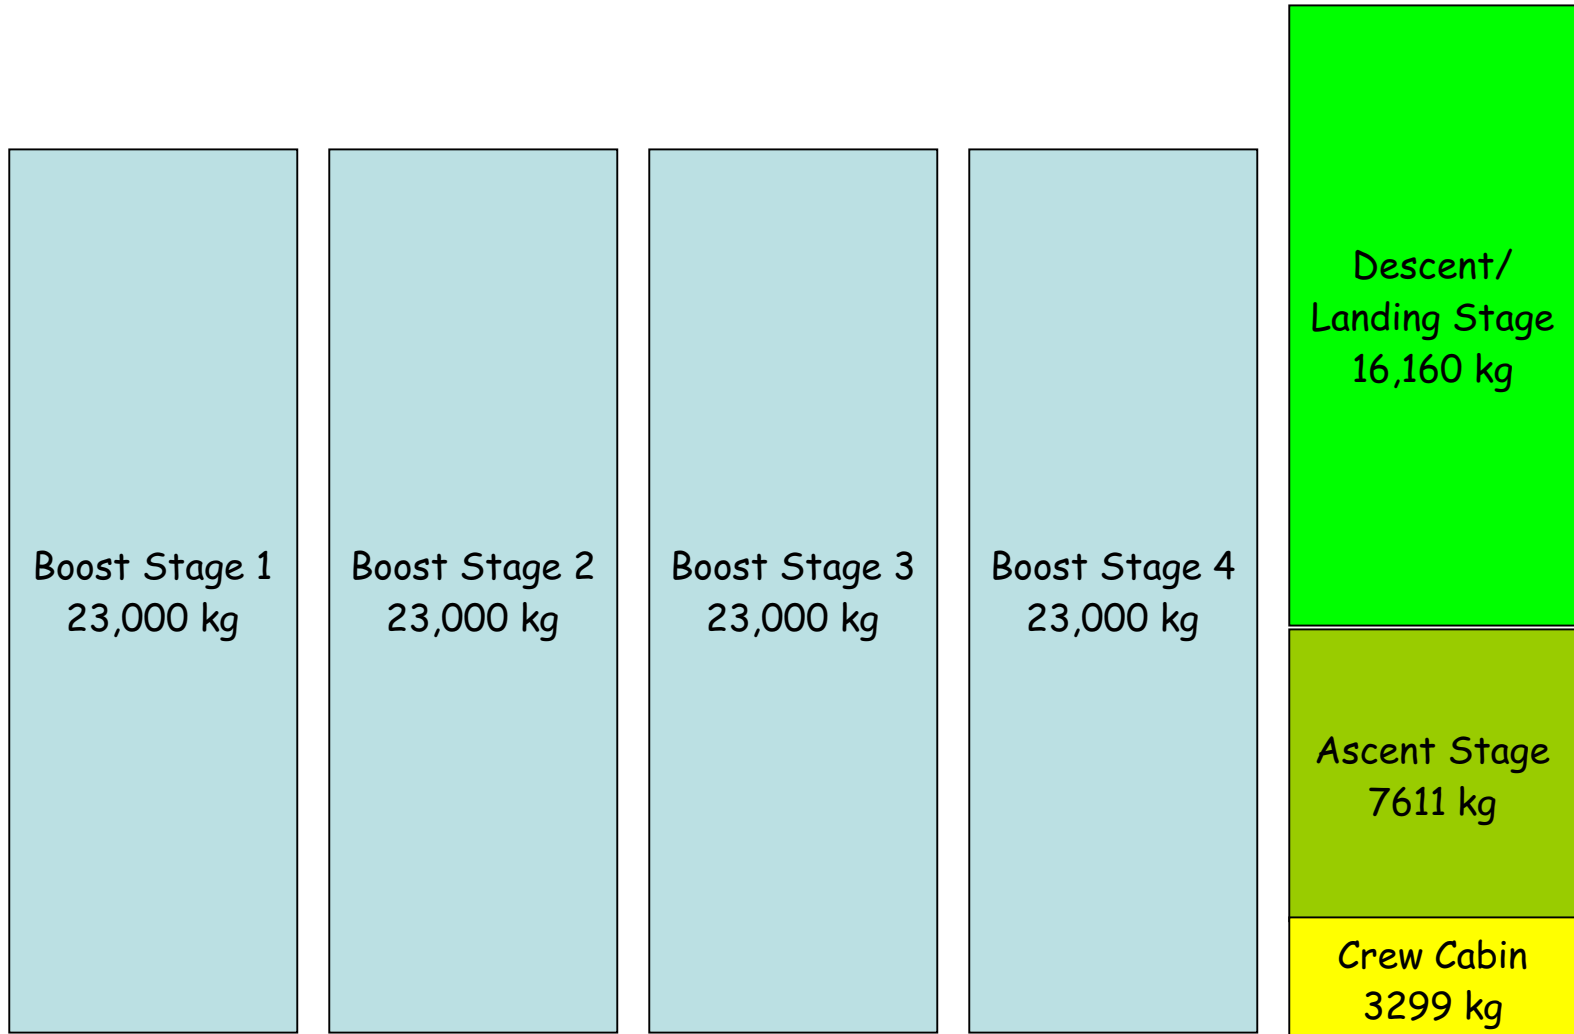 Boost Stage 1
23,000 kg
Boost Stage 2
23,000 kg
Boost Stage 3
23,000 kg
Boost Stage 4
23,000 kg
Descent/
Landing Stage
16,160 kg
Ascent Stage
7611 kg
Crew Cabin
3299 kg